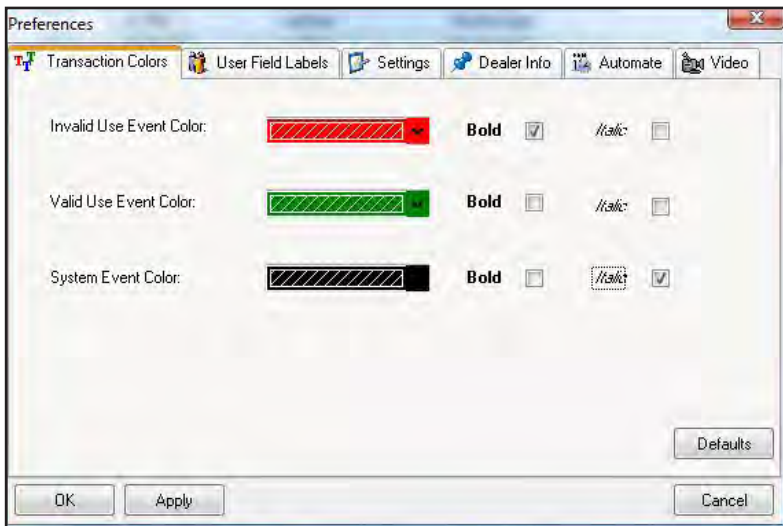 Preferences
Transaction Colors User Field Labels Settings Dealer Info Automate Video
Invalid Use Event Color: Bold Italic
Valid Use Event Color: Bold Italic
System Event Color: Bold Italic
Defaults
OK Apply Cancel